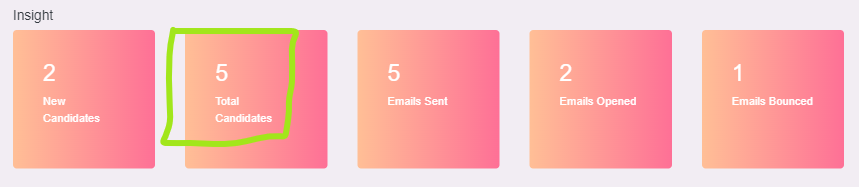 Insight
2
New
Candidates
5
Total
Candidates
5
Emails Sent
2
Emails Opened
1
Emails Bounced